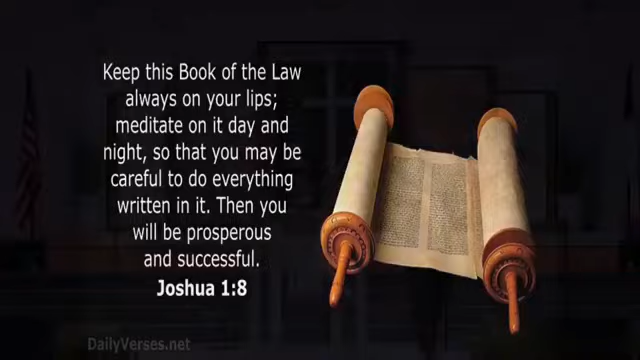 Keep this Book of the Law
always on your lips;
meditate on it day and
night, so that you may be
careful to do everything
written in it. Then you
will be prosperous
and successful.
Joshua 1:8
DailyVerses.net